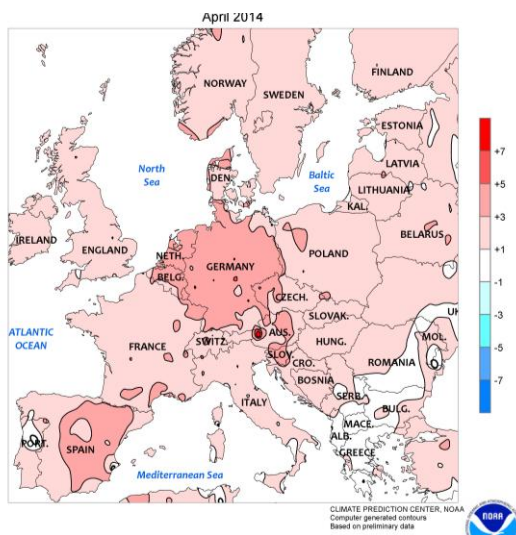 April 2014
NORWAY
FINLAND
SWEDEN
ESTONIA
North
Sea
LATVIA
DEN.
Baltic
Sea
LITHUANIA
KAL.
BELARUS
IRELAND
ENGLAND
NETH.
POLAND
GERMANY
BELG.
CZECH.
UK
SLOVAK.
ATLANTIC
OCEAN
FRANCE
SWITZ.
AUS.
HUNG.
MOL.
SLOV.
CRO.
ROMANIA
BOSNIA
ITALY
SERB.
BULG.
PORT.
SPAIN
MACE.
ALB.
GREECE
Mediterranean Sea
+7
+5
+3
+1
-1
-3
-5
-7
CLIMATE PREDICTION CENTER, NOAA
Computer generated contours
Based on preliminary data
NOAA